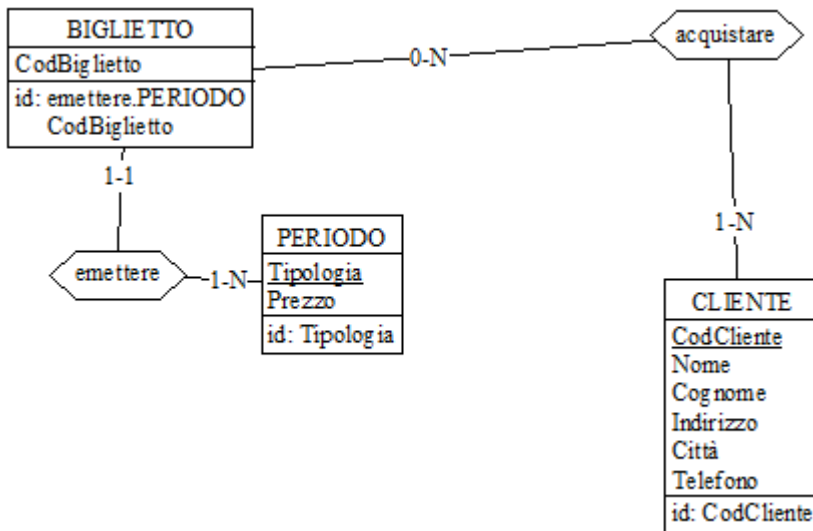 BIGLIETTO
CodBiglietto
id: emettere.PERIODO
CodBiglietto
0-N
acquistare
1-1
1-N
emettere
1-N
PERIODO
Tipologia
Prezzo
id: Tipologia
CLIENTE
CodCliente
Nome
Cognome
Indirizzo
Città
Telefono
id: CodCliente